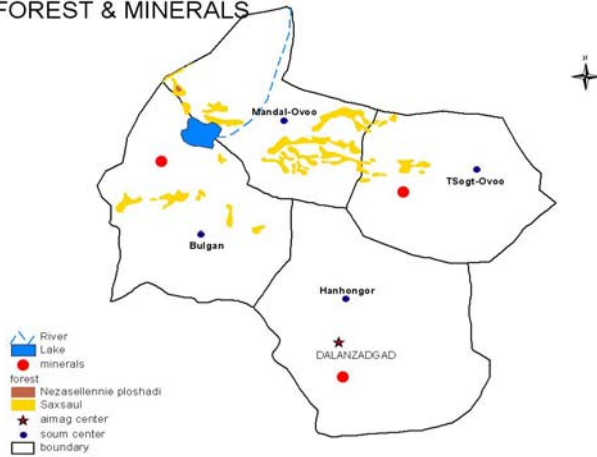 FOREST & MINERALS
N
Mandal-Ovoo
TSogt-Ovoo
Bulgan
Hanhongor
DALANZADGAD
River
Lake
minerals
forest
Nezasellennie ploshadi
Saxsaul
aimag center
soum center
boundary